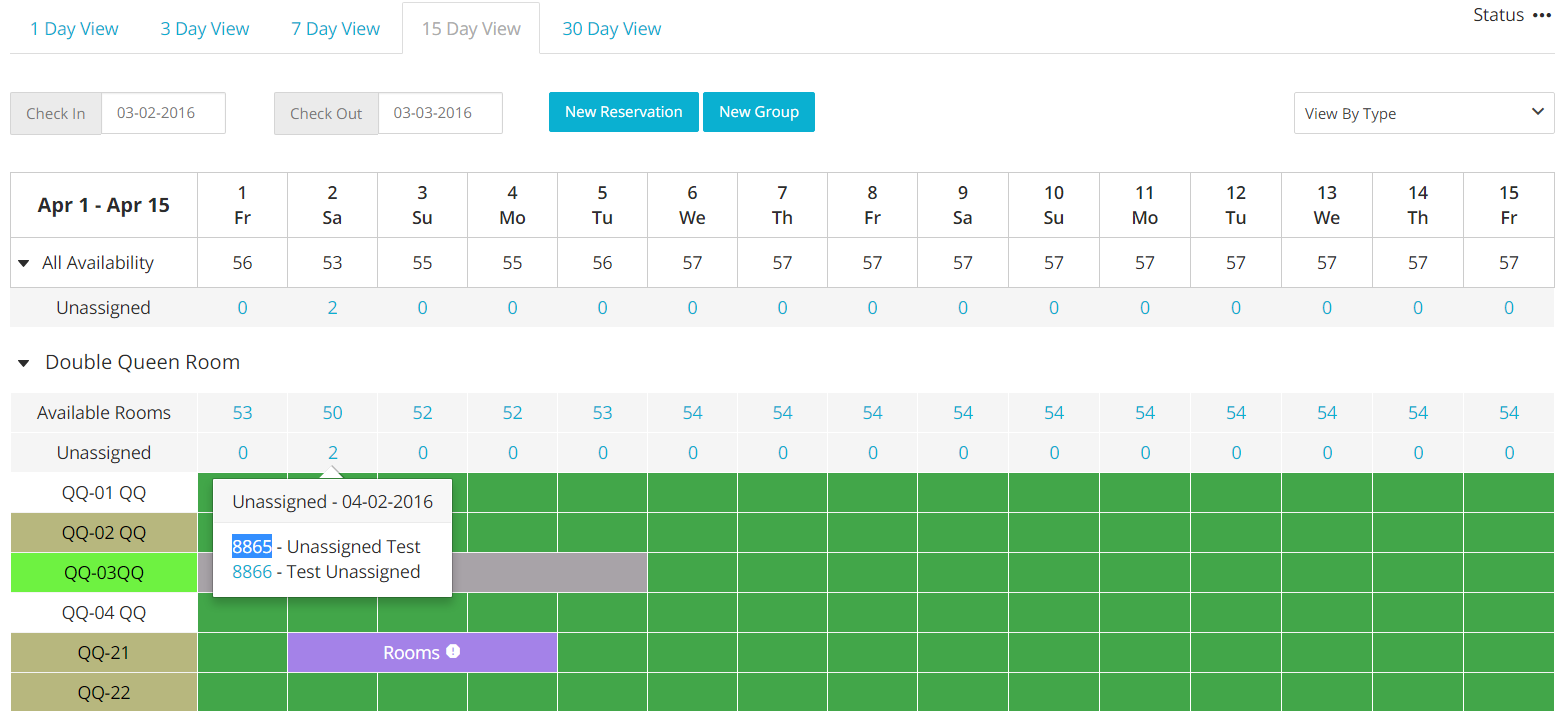 1 Day View 3 Day View 7 Day View 15 Day View 30 Day View Status •••
Check In 03-02-2016 Check Out 03-03-2016 New Reservation New Group View By Type
Apr 1 - Apr 15 1 2 3 4 5 6 7 8 9 10 11 12 13 14 15
Fr Sa Su Mo Tu We Th Fr Sa Su Mo Tu We Th Fr
All Availability 56 53 55 55 56 57 57 57 57 57 57 57 57 57 57
Unassigned 0 2 0 0 0 0 0 0 0 0 0 0 0 0 0
Double Queen Room
Available Rooms 53 50 52 52 53 54 54 54 54 54 54 54 54 54 54
Unassigned 0 2 0 0 0 0 0 0 0 0 0 0 0 0 0
QQ-01 QQ
Unassigned - 04-02-2016
QQ-02 QQ
8865 - Unassigned Test
QQ-03QQ
8866 - Test Unassigned
QQ-04 QQ
QQ-21 Rooms !
QQ-22